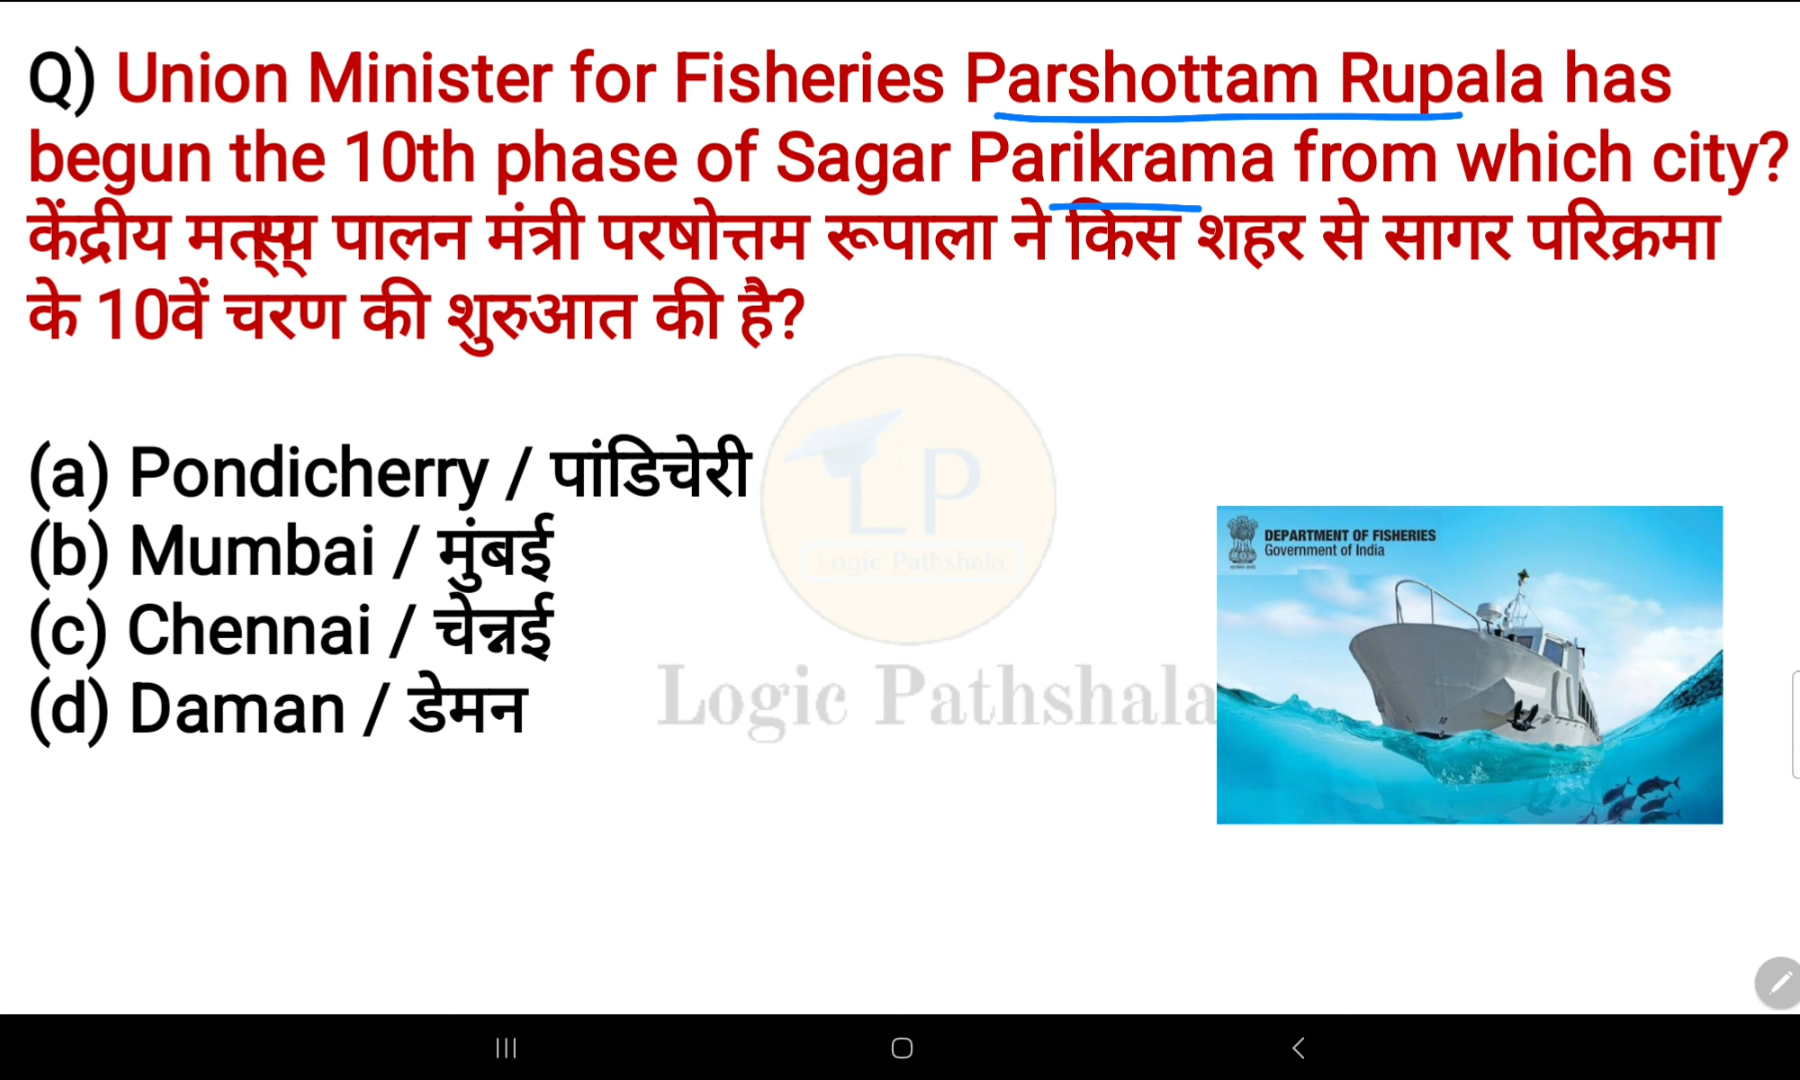 Q) Union Minister for Fisheries Parshottam Rupala has
begun the 10th phase of Sagar Parikrama from which city?
केंद्रीय मत्स्य पालन मंत्री परषोत्तम रूपाला ने किस शहर से सागर परिक्रमा
के 10वें चरण की शुरुआत की है?
(a) Pondicherry / पांडिचेरी
(b) Mumbai / मुंबई
(c) Chennai / चेन्नई
(d) Daman / डेमन
LP
Logic Pathshala
Logic Pathshala
DEPARTMENT OF FISHERIES
Government of India